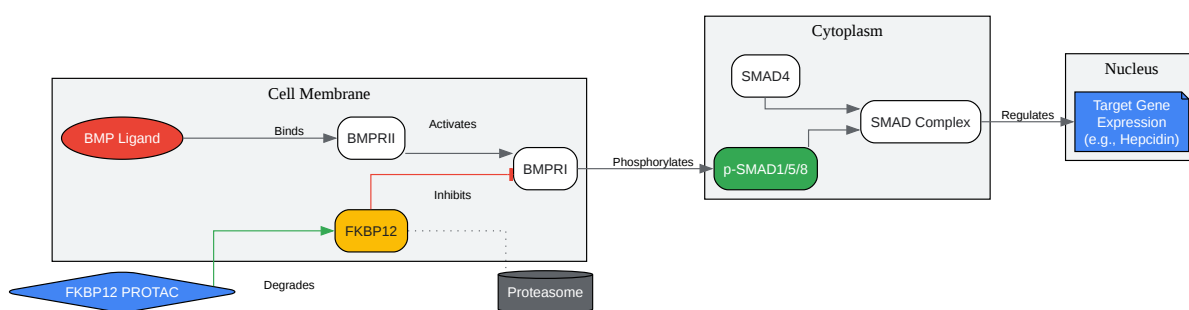 Cell Membrane
BMP Ligand
Binds
BMPRII
Activates
BMPRI
Inhibits
FKBP12
FKBP12 PROTAC
Degrades
Proteasome
Phosphorylates
Cytoplasm
SMAD4
p-SMAD1/5/8
SMAD Complex
Regulates
Nucleus
Target Gene
Expression
(e.g., Hepcidin)